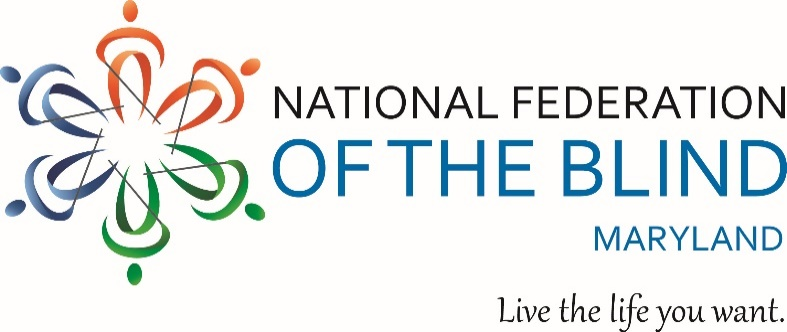 NATIONAL FEDERATION
OF THE BLIND
MARYLAND
Live the life you want.